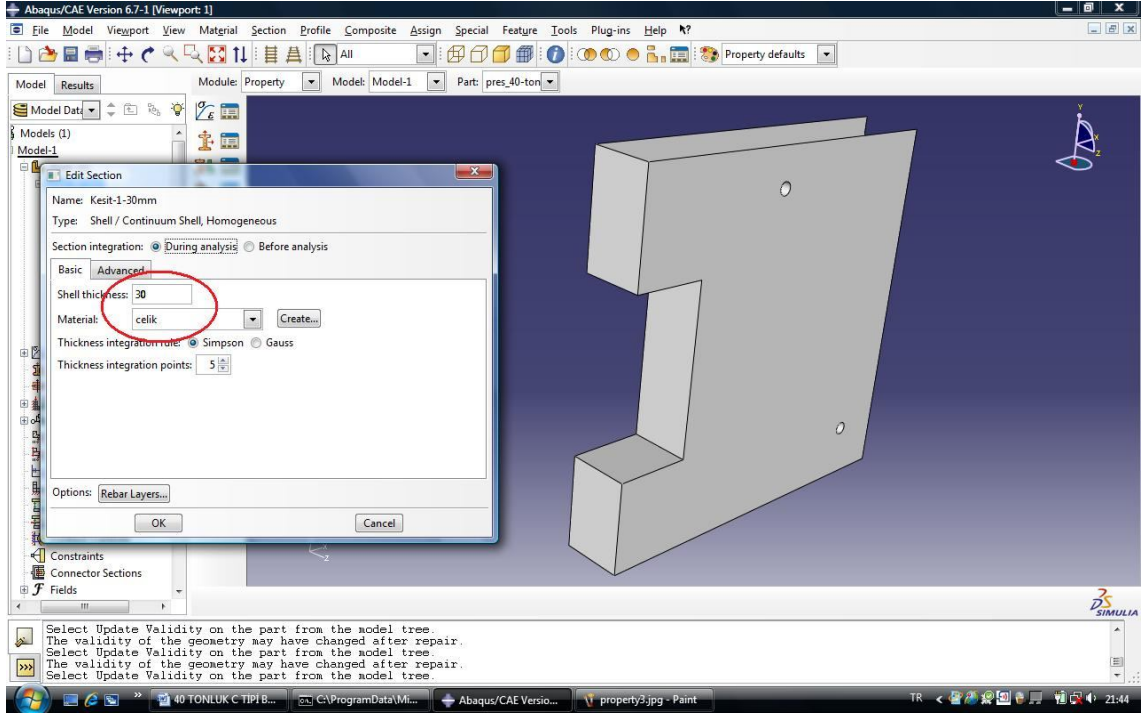 Abaqus/CAE Version 6.7-1 [Viewport: 1]
File Model Viewport View Material Section Profile Composite Assign Special Feature Tools Plug-ins Help
All Property defaults
Model Results Module: Property Model: Model-1 Part: pres_40-ton
Model Data
Models (1)
Model-1
Edit Section
Name: Kesit-1-30mm
Type: Shell / Continuum Shell, Homogeneous
Section integration: During analysis Before analysis
Basic Advanced
Shell thickness: 30
Material: celik Create...
Thickness integration rule: Simpson Gauss
Thickness integration points: 5
Options: Rebar Layers...
OK Cancel
Constraints
Connector Sections
Fields
Y
X
Z
Z
SIMULIA
Select Update Validity on the part from the model tree.
The validity of the geometry may have changed after repair.
Select Update Validity on the part from the model tree.
The validity of the geometry may have changed after repair.
Select Update Validity on the part from the model tree.
40 TONLUK C TİPİ B... C:\ProgramData\Mi... Abaqus/CAE Versio... property3.jpg - Paint TR 21:44